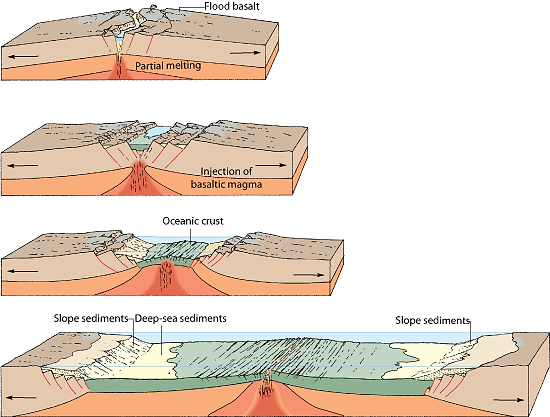 Flood basalt
Partial melting
Injection of
basaltic magma
Oceanic crust
Slope sediments
Deep-sea sediments
Slope sediments